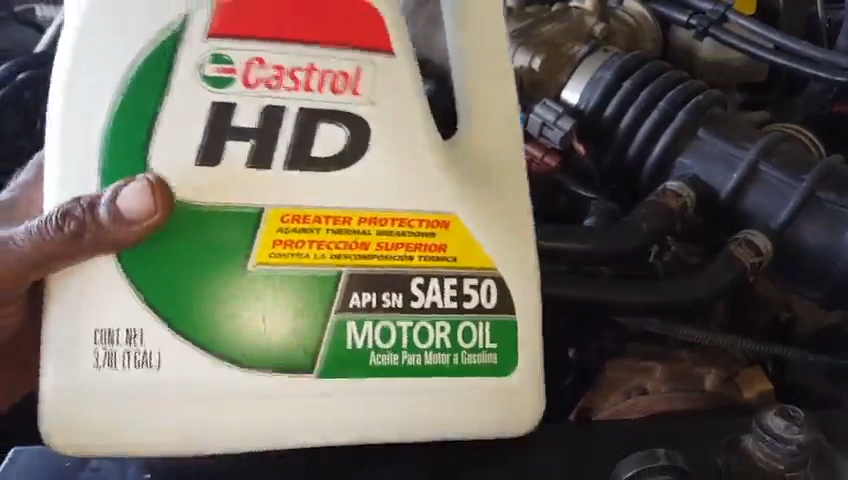 Castrol
HD
GREATER PROTECTION
AGAINST THERMAL BREAKDOWN
PROTECCIÓN SUPERIOR
CONTRA LA DESCOMPOSICIÓN TÉRMICA
API SN SAE 50
MOTOR OIL
Aceite Para Motor a Gasolina
CONT. NET.
3,78L (1 GAL.)